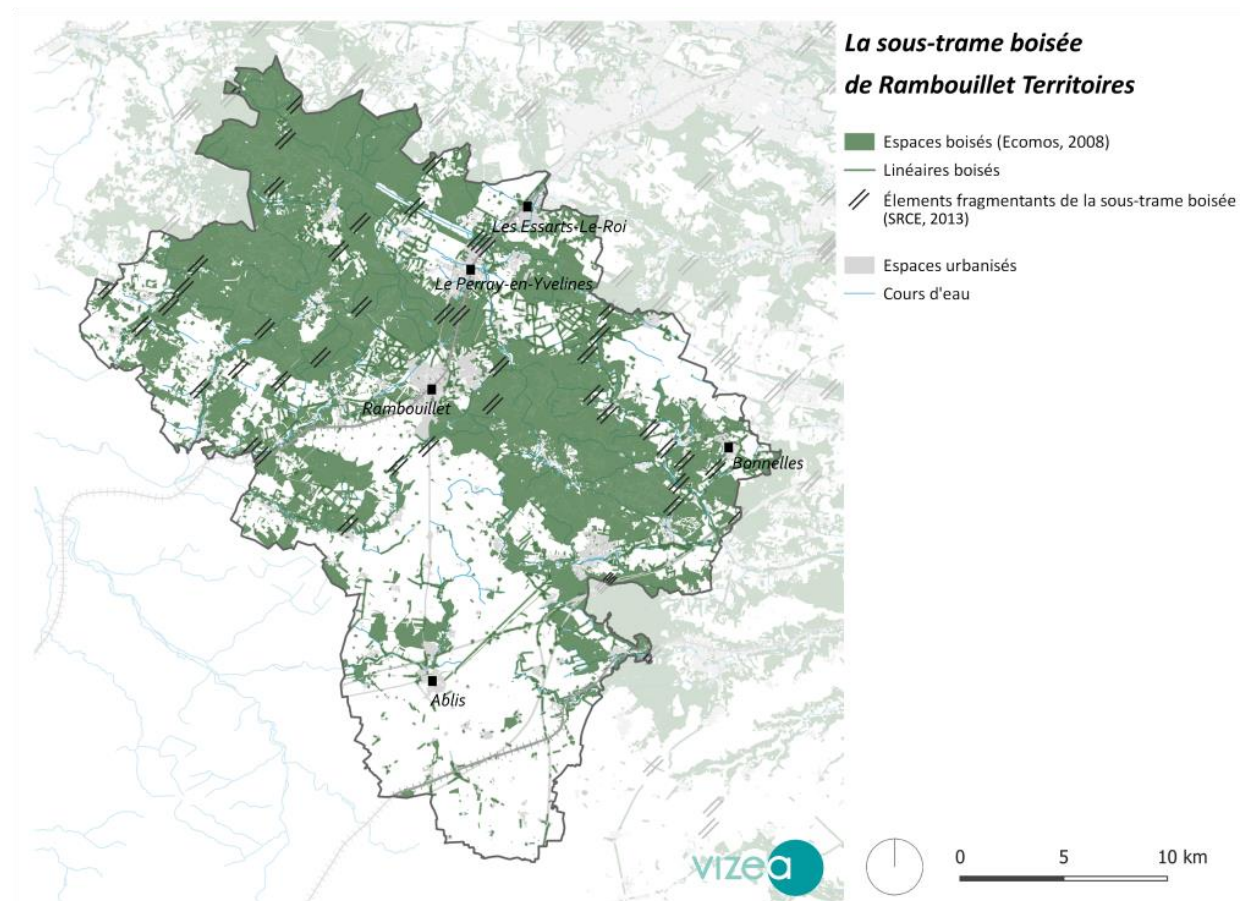 La sous-trame boisée
de Rambouillet Territoires
Espaces boisés (Ecomos, 2008)
Linéaires boisés
Élements fragmentants de la sous-trame boisée
(SRCE, 2013)
Espaces urbanisés
Cours d'eau
Les Essarts-Le-Roi
Le Perray-en-Yvelines
Rambouillet
Bonnelles
Ablis
vizea
0 5 10 km